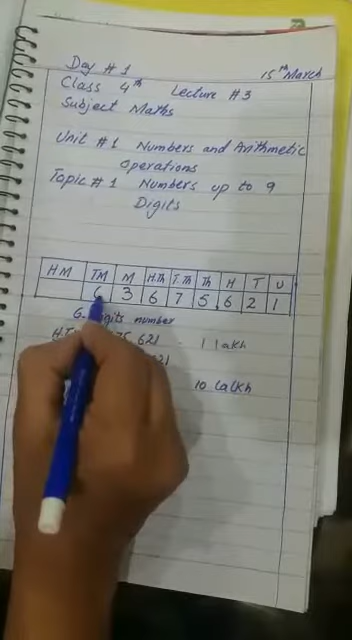 Day # 1
15th March
Class 4th Lecture # 3
Subject Maths
Unit # 1 Numbers and Arithmetic
Operations
Topic # 1 Numbers up to 9
Digits
HM TM M H.Th T.Th Th H T U
6 3 6 7 5 6 2 1
6 digits number
621 1 lakh
10 Lakh